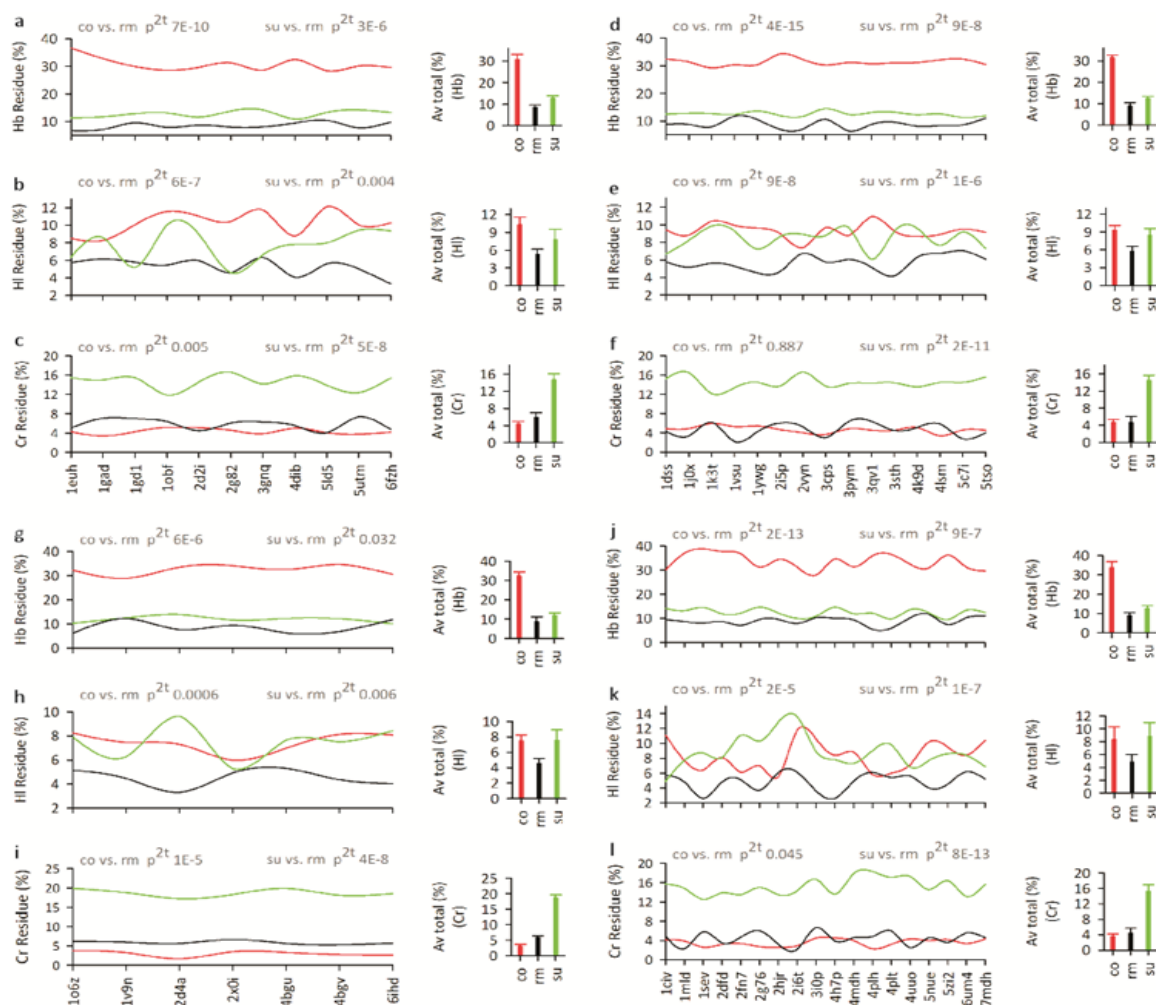 a co vs. rm p2t 7E-10 su vs. rm p2t 3E-6
Hb Residue (%)
40
30
20
10
Av total (%)
(Hb)
30
20
10
0
co rm su
b co vs. rm p2t 6E-7 su vs. rm p2t 0.004
Hl Residue (%)
12
10
8
6
4
2
Av total (%)
(Hl)
12
9
6
3
0
co rm su
c co vs. rm p2t 0.005 su vs. rm p2t 5E-8
Cr Residue (%)
20
16
12
8
4
0
Av total (%)
(Cr)
16
12
8
4
0
co rm su
1euh 1gad 1gd1 1obf 2d2i 2g82 3gnq 4dib 5ld5 5utm 6fzh
d co vs. rm p2t 4E-15 su vs. rm p2t 9E-8
Hb Residue (%)
40
30
20
10
Av total (%)
(Hb)
30
20
10
0
co rm su
e co vs. rm p2t 9E-8 su vs. rm p2t 1E-6
Hl Residue (%)
12
10
8
6
4
2
Av total (%)
(Hl)
12
9
6
3
0
co rm su
f co vs. rm p2t 0.887 su vs. rm p2t 2E-11
Cr Residue (%)
20
16
12
8
4
0
Av total (%)
(Cr)
16
12
8
4
0
co rm su
1dss 1j0x 1k3t 1vsu 1ywg 2i5p 2vyn 3cps 3pym 3qv1 3sth 4k9d 4lsm 5c7i 5tso
g co vs. rm p2t 6E-6 su vs. rm p2t 0.032
Hb Residue (%)
40
30
20
10
0
Av total (%)
(Hb)
40
30
20
10
0
co rm su
h co vs. rm p2t 0.0006 su vs. rm p2t 0.006
Hl Residue (%)
10
8
6
4
2
Av total (%)
(Hl)
10
8
6
4
2
0
co rm su
i co vs. rm p2t 1E-5 su vs. rm p2t 4E-8
Cr Residue (%)
25
20
15
10
5
0
Av total (%)
(Cr)
25
20
15
10
5
0
co rm su
1o6z 1v9n 2d4a 2x0i 4bgu 4bgv 6ihd
j co vs. rm p2t 2E-13 su vs. rm p2t 9E-7
Hb Residue (%)
40
30
20
10
0
Av total (%)
(Hb)
40
30
20
10
0
co rm su
k co vs. rm p2t 2E-5 su vs. rm p2t 1E-7
Hl Residue (%)
14
12
10
8
6
4
2
Av total (%)
(Hl)
12
10
8
6
4
2
0
co rm su
l co vs. rm p2t 0.045 su vs. rm p2t 8E-13
Cr Residue (%)
20
16
12
8
4
0
Av total (%)
(Cr)
20
16
12
8
4
0
co rm su
1civ 1mld 1sev 2dfd 2fn7 2g76 2hjr 2i6t 3i0p 4h7p 4mdh 4plh 4plt 4uuo 5nue 5zi2 6um4 7mdh